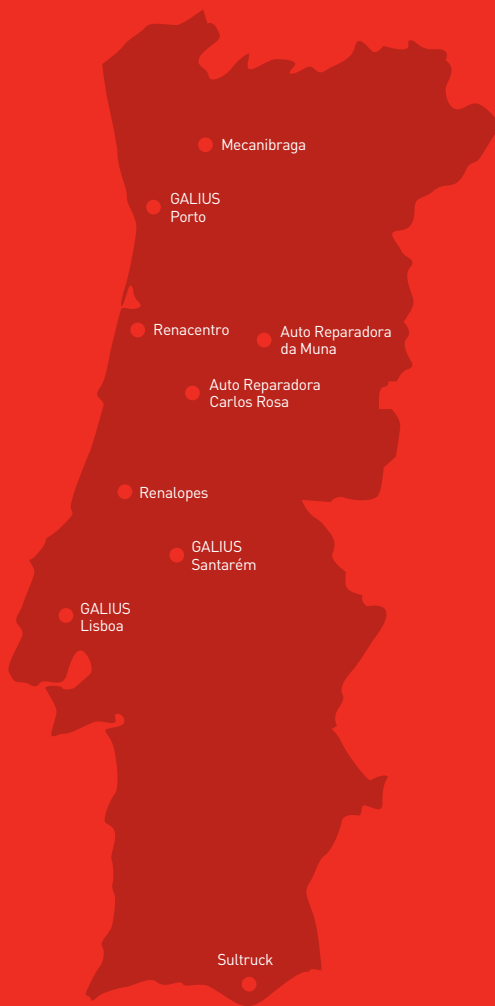 Mecanibraga
GALIUS
Porto
Renacentro
Auto Reparadora
da Muna
Auto Reparadora
Carlos Rosa
Renalopes
GALIUS
Santarém
GALIUS
Lisboa
Sultruck